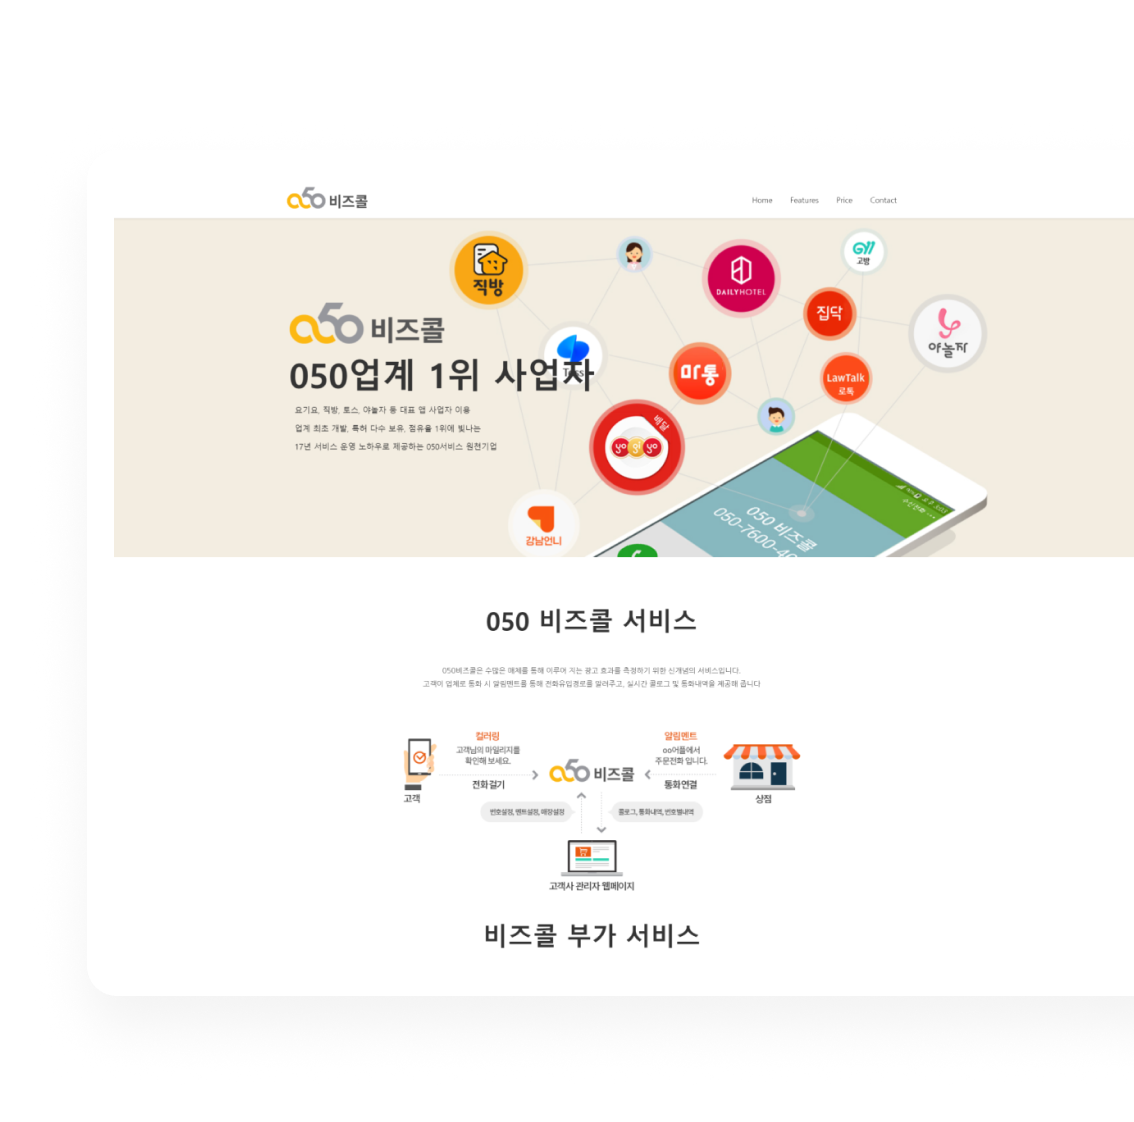 050 비즈콜
Home Features Price Contact
직방
DAILYHOTEL
고방
집닥
야놀자
050 비즈콜
Toss
마통
LawTalk
로톡
050업계 1위 사업자
배달
yo gi yo
요기요, 직방, 토스, 야놀자 등 대표 앱 사업자 이용
업계 최초 개발, 특허 다수 보유, 점유율 1위에 빛나는
17년 서비스 운영 노하우로 제공하는 050서비스 원천기업
강남언니
수신전화
050 비즈콜
050-7600-40
050 비즈콜 서비스
050비즈콜은 수많은 매체를 통해 이루어 지는 광고 효과를 측정하기 위한 신개념의 서비스입니다.
고객이 업체로 통화 시 알림멘트를 통해 전화유입경로를 알려주고, 실시간 콜로그 및 통화내역을 제공해 줍니다
컬러링
고객님의 마일리지를
확인해 보세요.
전화걸기
고객
050 비즈콜
알림멘트
oo어플에서
주문전화 입니다.
통화연결
상점
번호설정, 멘트설정, 매장설정
콜로그, 통화내역, 번호별내역
고객사 관리자 웹페이지
비즈콜 부가 서비스